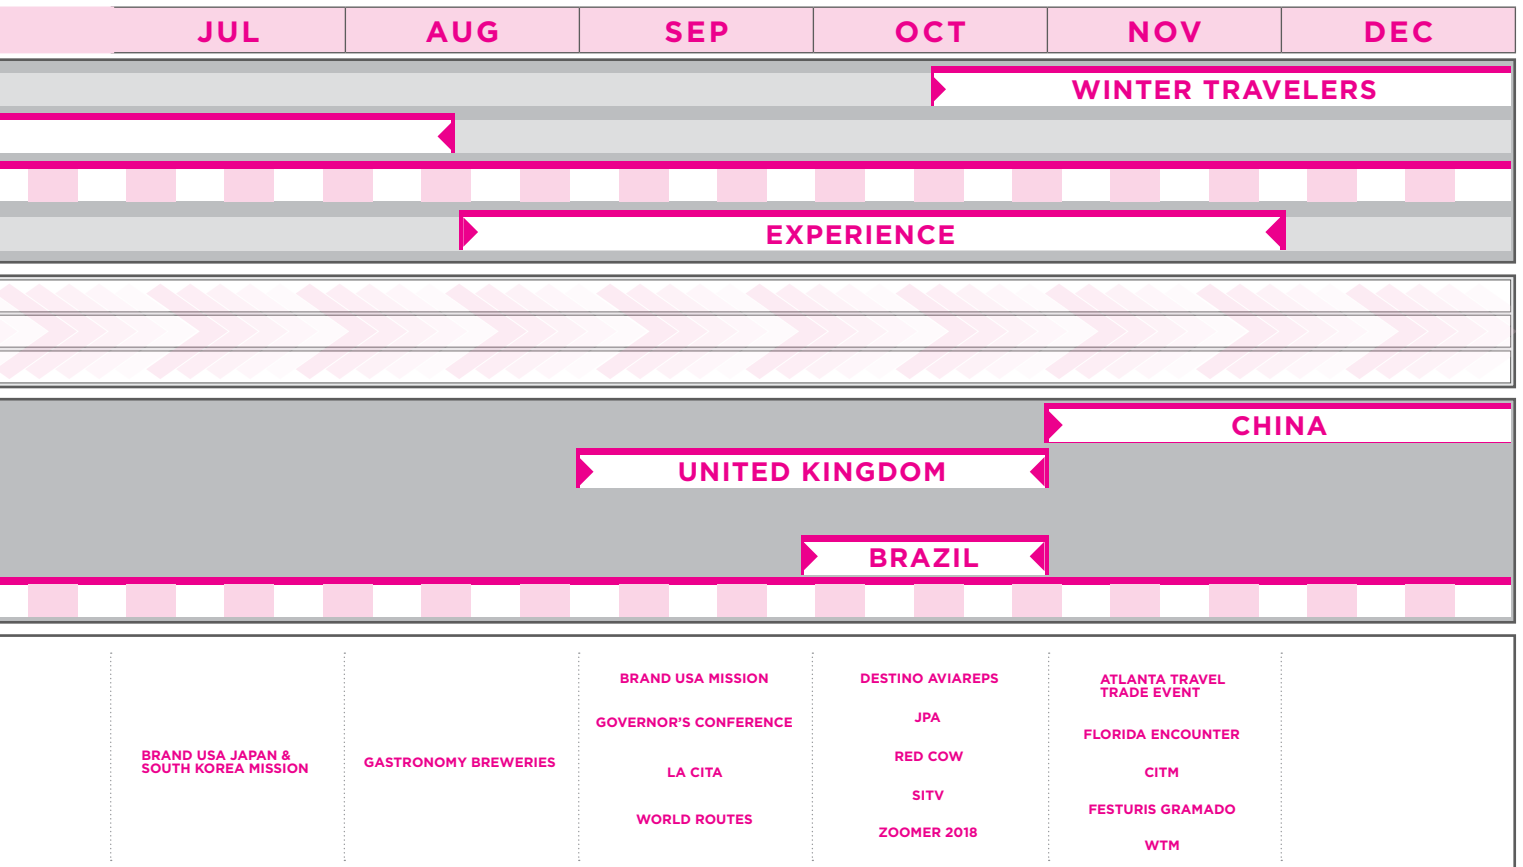 JUL AUG SEP OCT NOV DEC
WINTER TRAVELERS
EXPERIENCE
CHINA
UNITED KINGDOM
BRAZIL
BRAND USA JAPAN &
SOUTH KOREA MISSION
GASTRONOMY BREWERIES
BRAND USA MISSION
GOVERNOR’S CONFERENCE
LA CITA
WORLD ROUTES
DESTINO AVIAREPS
JPA
RED COW
SITV
ZOOMER 2018
ATLANTA TRAVEL
TRADE EVENT
FLORIDA ENCOUNTER
CITM
FESTURIS GRAMADO
WTM